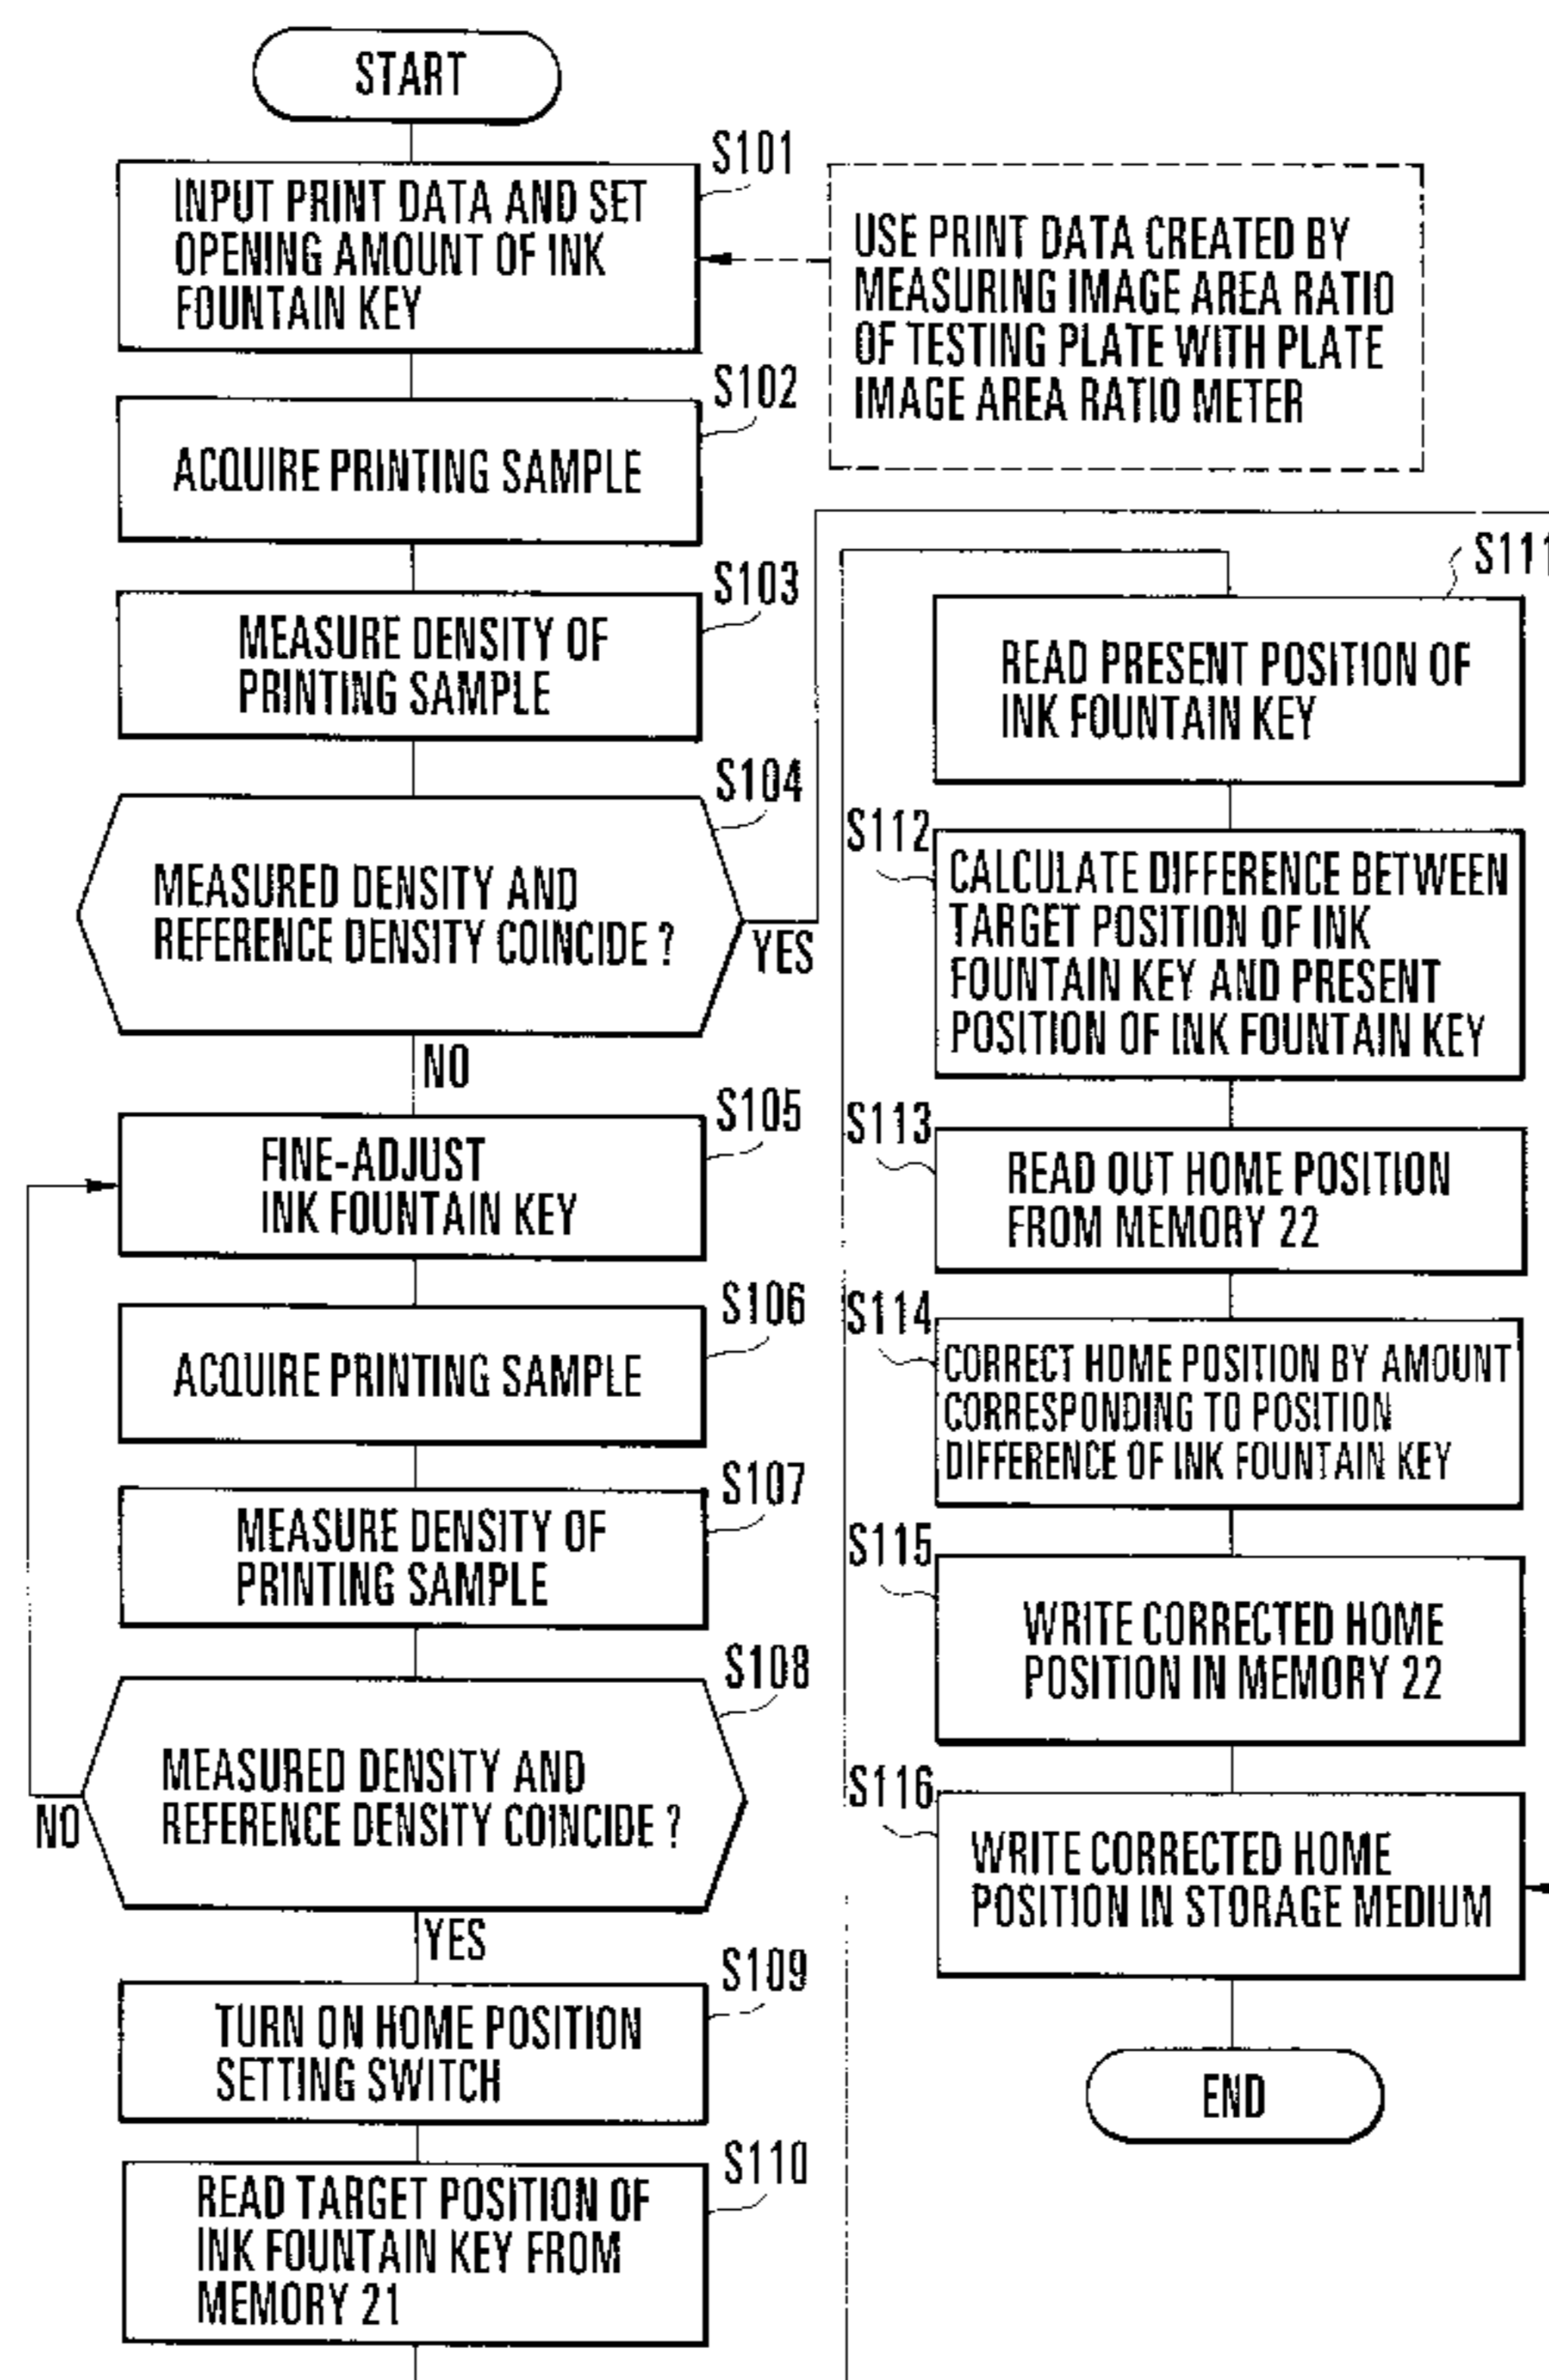 START
S101
INPUT PRINT DATA AND SET
OPENING AMOUNT OF INK
FOUNTAIN KEY
USE PRINT DATA CREATED BY
MEASURING IMAGE AREA RATIO
OF TESTING PLATE WITH PLATE
IMAGE AREA RATIO METER
S102
ACQUIRE PRINTING SAMPLE
S103
MEASURE DENSITY OF
PRINTING SAMPLE
S104
MEASURED DENSITY AND
REFERENCE DENSITY COINCIDE ?
YES
NO
S105
FINE-ADJUST
INK FOUNTAIN KEY
S106
ACQUIRE PRINTING SAMPLE
S107
MEASURE DENSITY OF
PRINTING SAMPLE
S108
MEASURED DENSITY AND
REFERENCE DENSITY COINCIDE ?
NO
YES
S109
TURN ON HOME POSITION
SETTING SWITCH
S110
READ TARGET POSITION OF
INK FOUNTAIN KEY FROM
MEMORY 21
S111
READ PRESENT POSITION OF
INK FOUNTAIN KEY
S112
CALCULATE DIFFERENCE BETWEEN
TARGET POSITION OF INK
FOUNTAIN KEY AND PRESENT
POSITION OF INK FOUNTAIN KEY
S113
READ OUT HOME POSITION
FROM MEMORY 22
S114
CORRECT HOME POSITION BY AMOUNT
CORRESPONDING TO POSITION
DIFFERENCE OF INK FOUNTAIN KEY
S115
WRITE CORRECTED HOME
POSITION IN MEMORY 22
S116
WRITE CORRECTED HOME
POSITION IN STORAGE MEDIUM
END